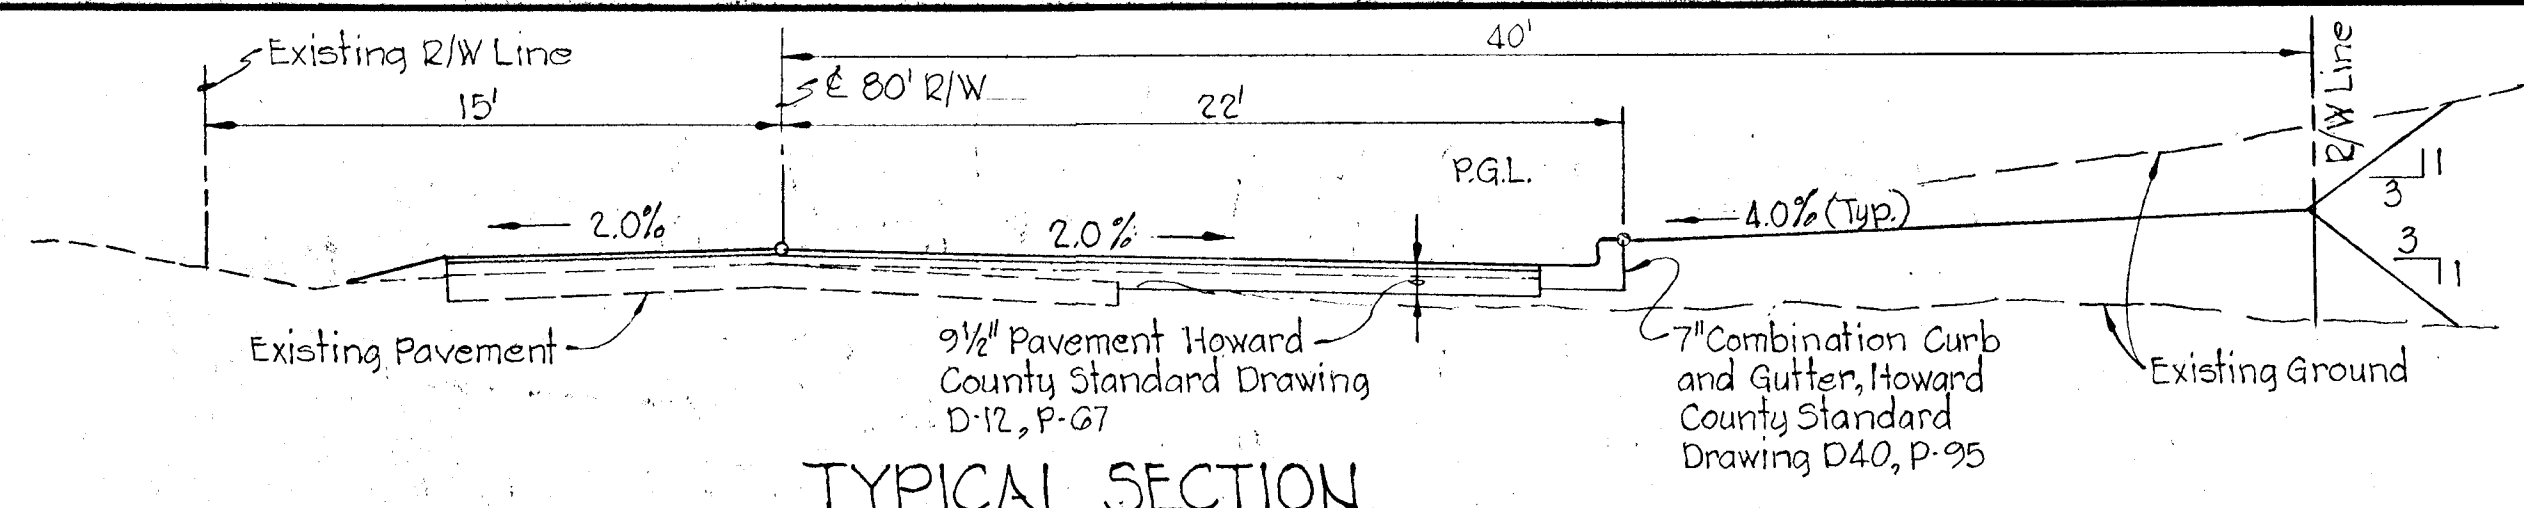 40'
Existing R/W Line
℄ 80' R/W
15'
22'
R/W Line
P.G.L.
1
3
2.0%
2.0%
4.0% (Typ.)
3
1
Existing Pavement
9½" Pavement Howard
County Standard Drawing
D-12, P-67
7" Combination Curb
and Gutter, Howard
County Standard
Drawing D40, P-95
Existing Ground
TYPICAL SECTION